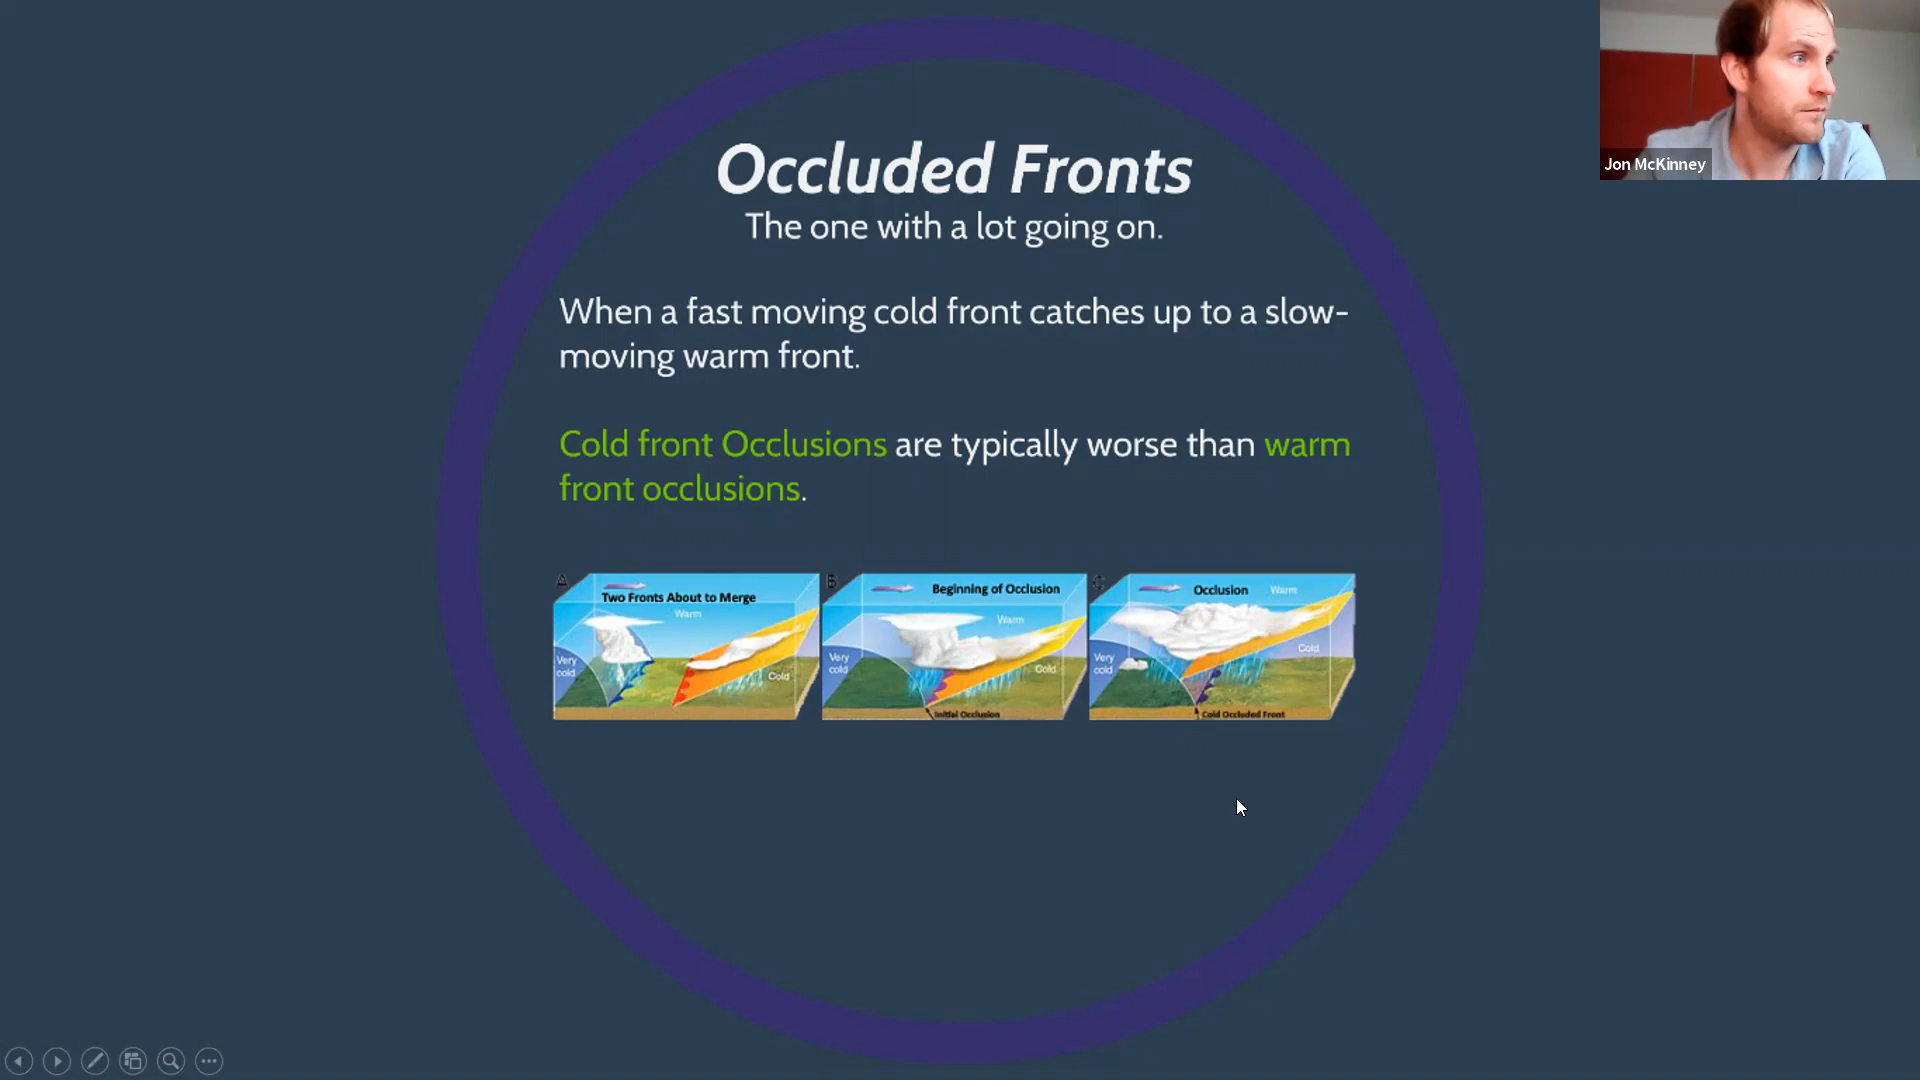 Jon McKinney
Occluded Fronts
The one with a lot going on.
When a fast moving cold front catches up to a slow-
moving warm front.
Cold front Occlusions are typically worse than warm
front occlusions.
A
Two Fronts About to Merge
Warm
Very
cold
Cold
B
Beginning of Occlusion
Warm
Very
cold
Cold
Initial Occlusion
C
Occlusion
Warm
Very
cold
Cold
Cold Occluded Front